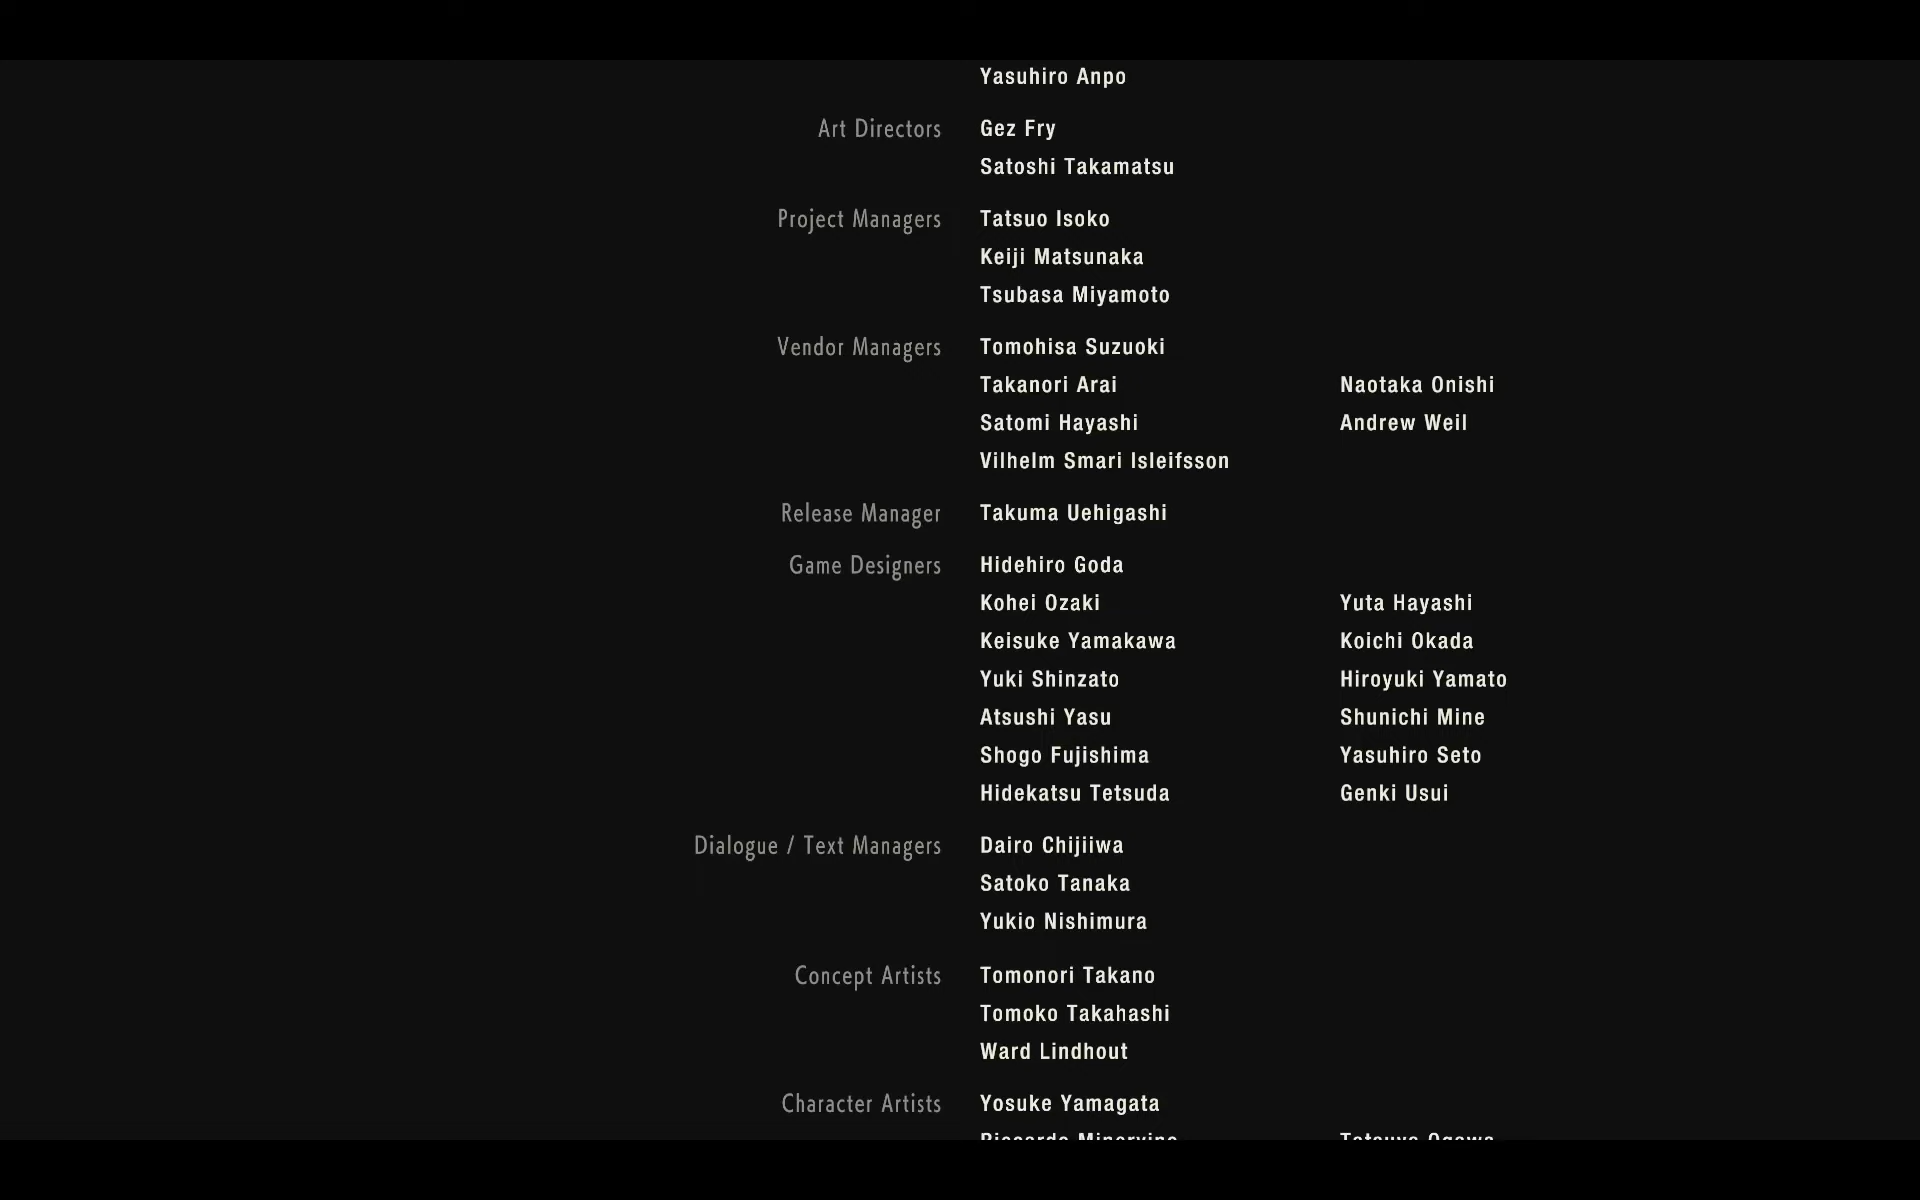 Yasuhiro Anpo
Art Directors Gez Fry
Satoshi Takamatsu
Project Managers Tatsuo Isoko
Keiji Matsunaka
Tsubasa Miyamoto
Vendor Managers Tomohisa Suzuoki
Takanori Arai Naotaka Onishi
Satomi Hayashi Andrew Weil
Vilhelm Smari Isleifsson
Release Manager Takuma Uehigashi
Game Designers Hidehiro Goda
Kohei Ozaki Yuta Hayashi
Keisuke Yamakawa Koichi Okada
Yuki Shinzato Hiroyuki Yamato
Atsushi Yasu Shunichi Mine
Shogo Fujishima Yasuhiro Seto
Hidekatsu Tetsuda Genki Usui
Dialogue / Text Managers Dairo Chijiiwa
Satoko Tanaka
Yukio Nishimura
Concept Artists Tomonori Takano
Tomoko Takahashi
Ward Lindhout
Character Artists Yosuke Yamagata